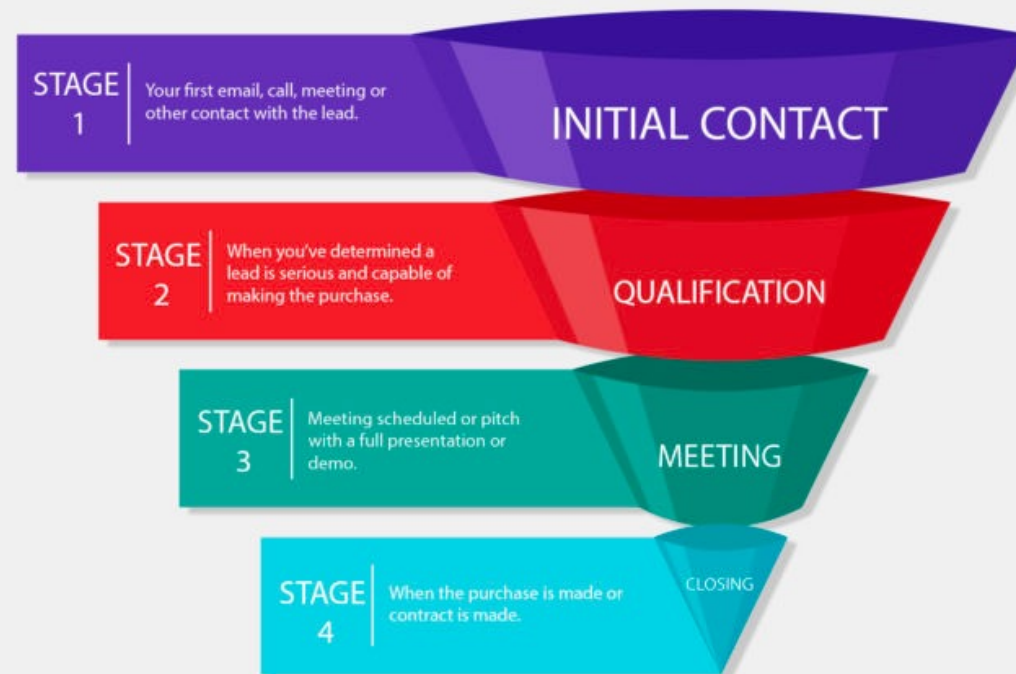 STAGE
1
Your first email, call, meeting or
other contact with the lead.
INITIAL CONTACT
STAGE
2
When you've determined a
lead is serious and capable of
making the purchase.
QUALIFICATION
STAGE
3
Meeting scheduled or pitch
with a full presentation or
demo.
MEETING
STAGE
4
When the purchase is made or
contract is made.
CLOSING